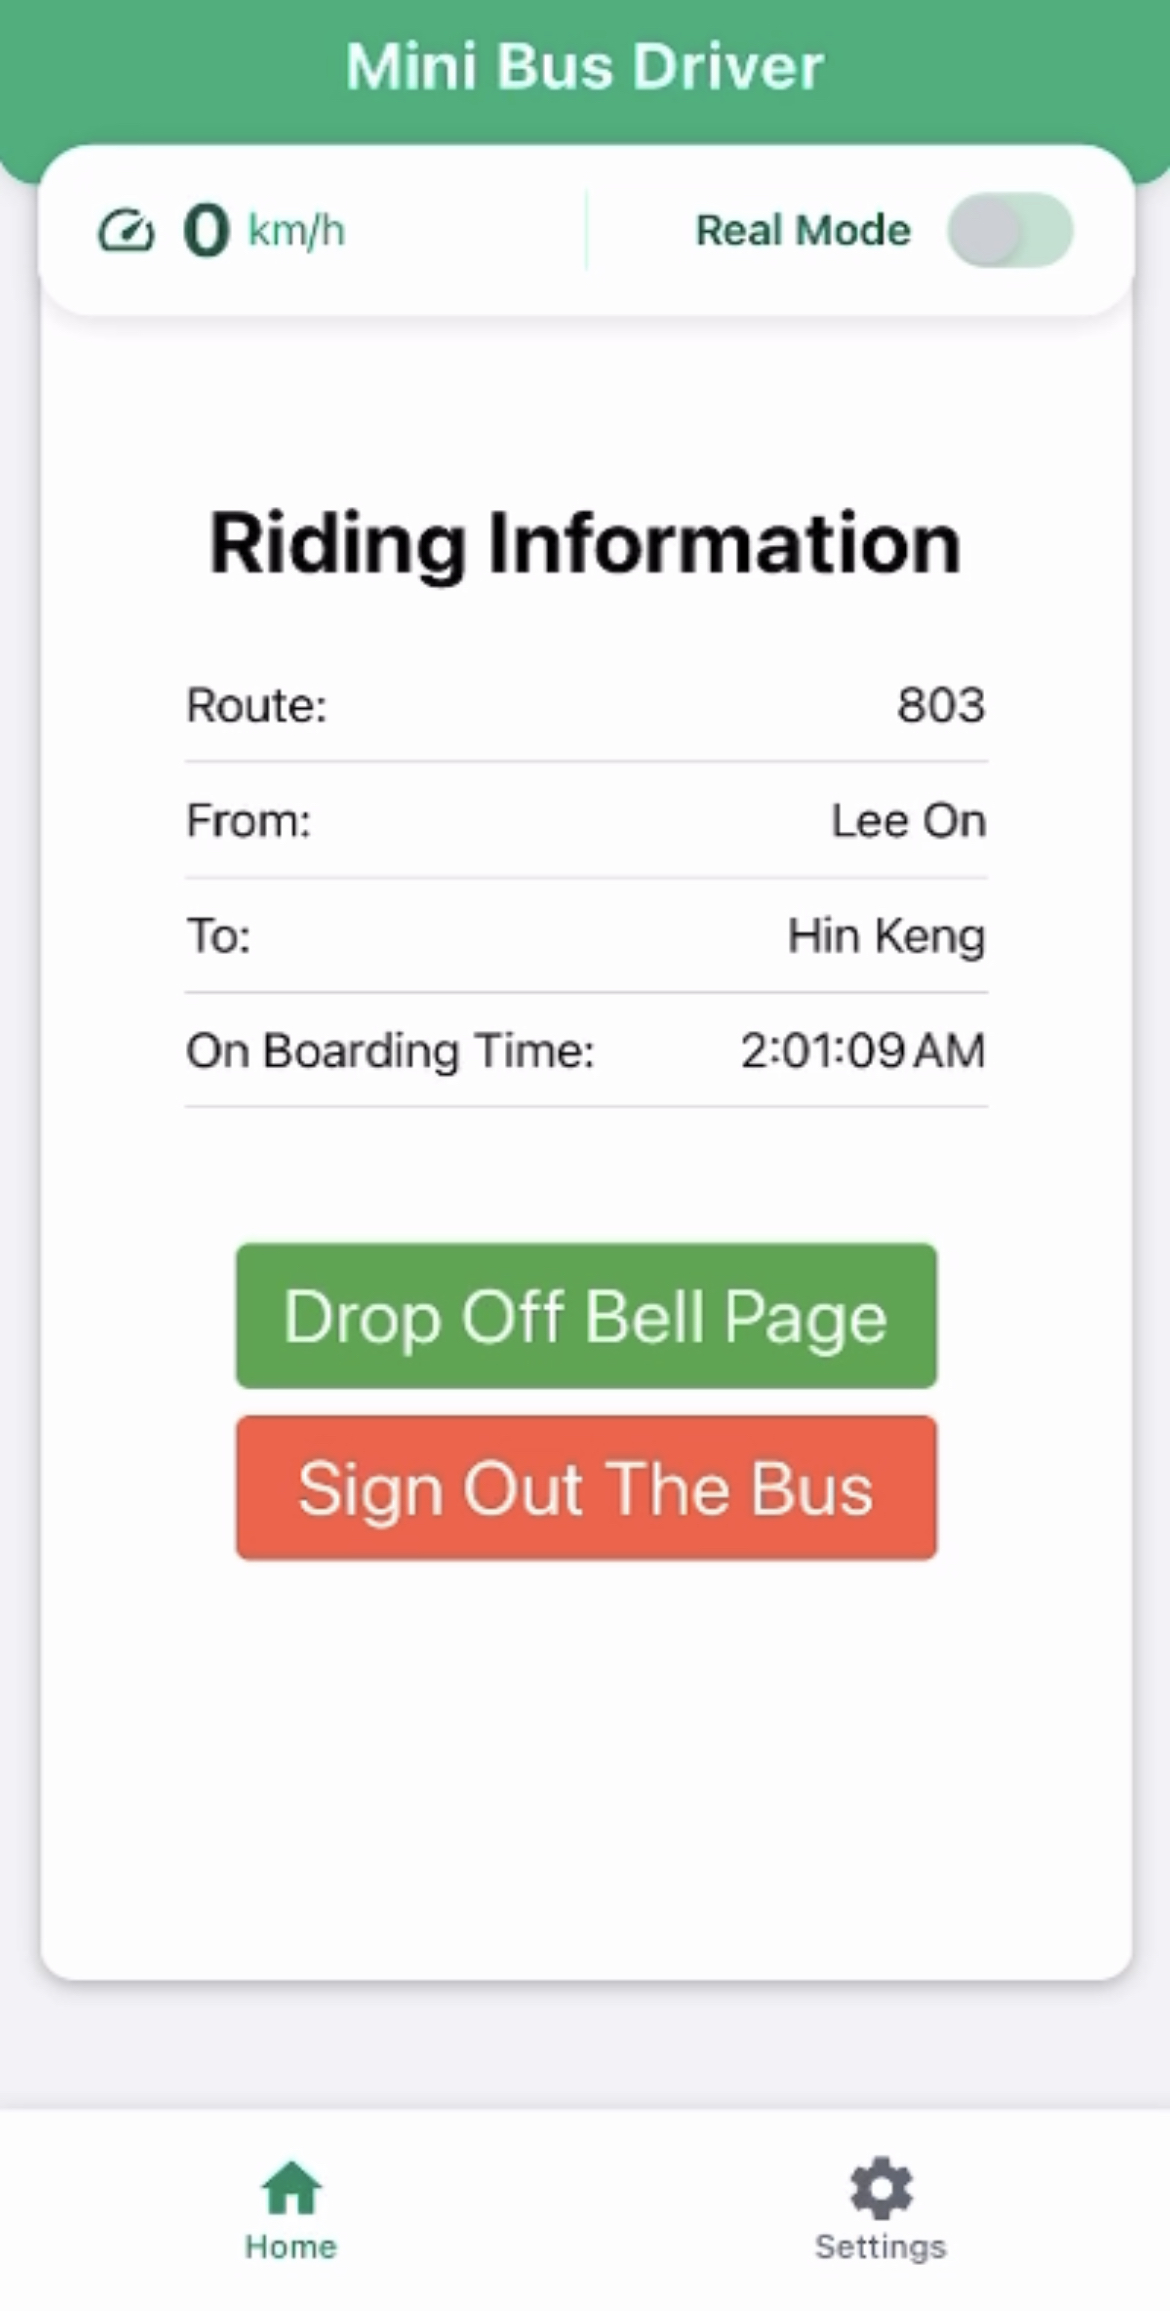 Mini Bus Driver
0 km/h Real Mode
Riding Information
Route: 803
From: Lee On
To: Hin Keng
On Boarding Time: 2:01:09 AM
Drop Off Bell Page
Sign Out The Bus
Home Settings